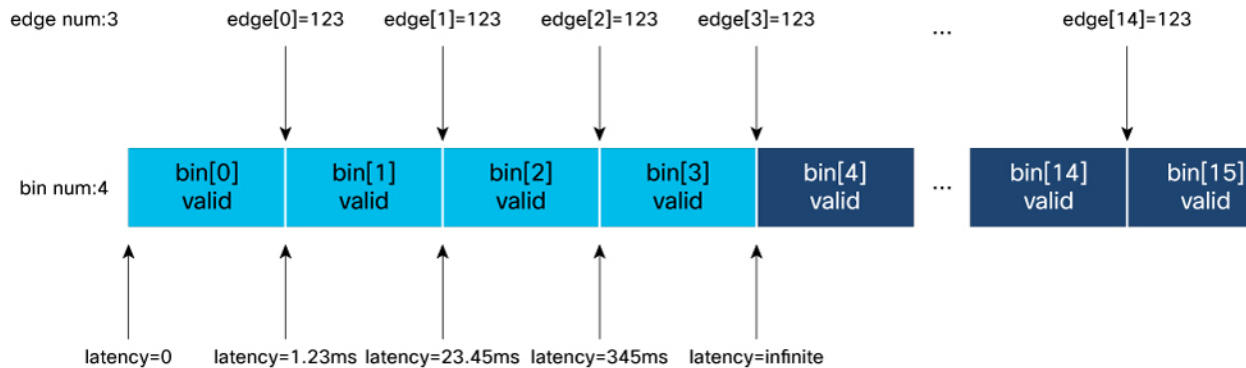 edge num:3
edge[0]=123
edge[1]=123
edge[2]=123
edge[3]=123
...
edge[14]=123
bin num:4
bin[0]
valid
bin[1]
valid
bin[2]
valid
bin[3]
valid
bin[4]
valid
...
bin[14]
valid
bin[15]
valid
latency=0
latency=1.23ms
latency=23.45ms
latency=345ms
latency=infinite